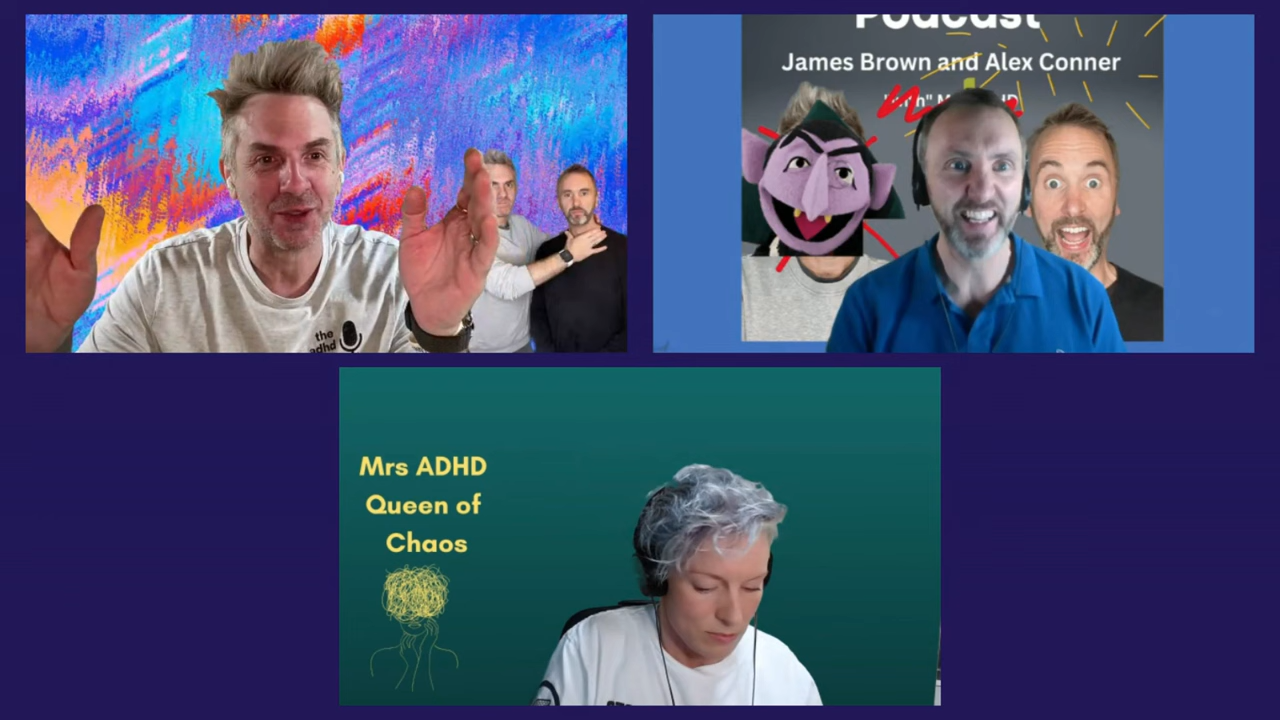 the
adhd
Podcast
James Brown and Alex Conner
Mrs ADHD
Queen of
Chaos